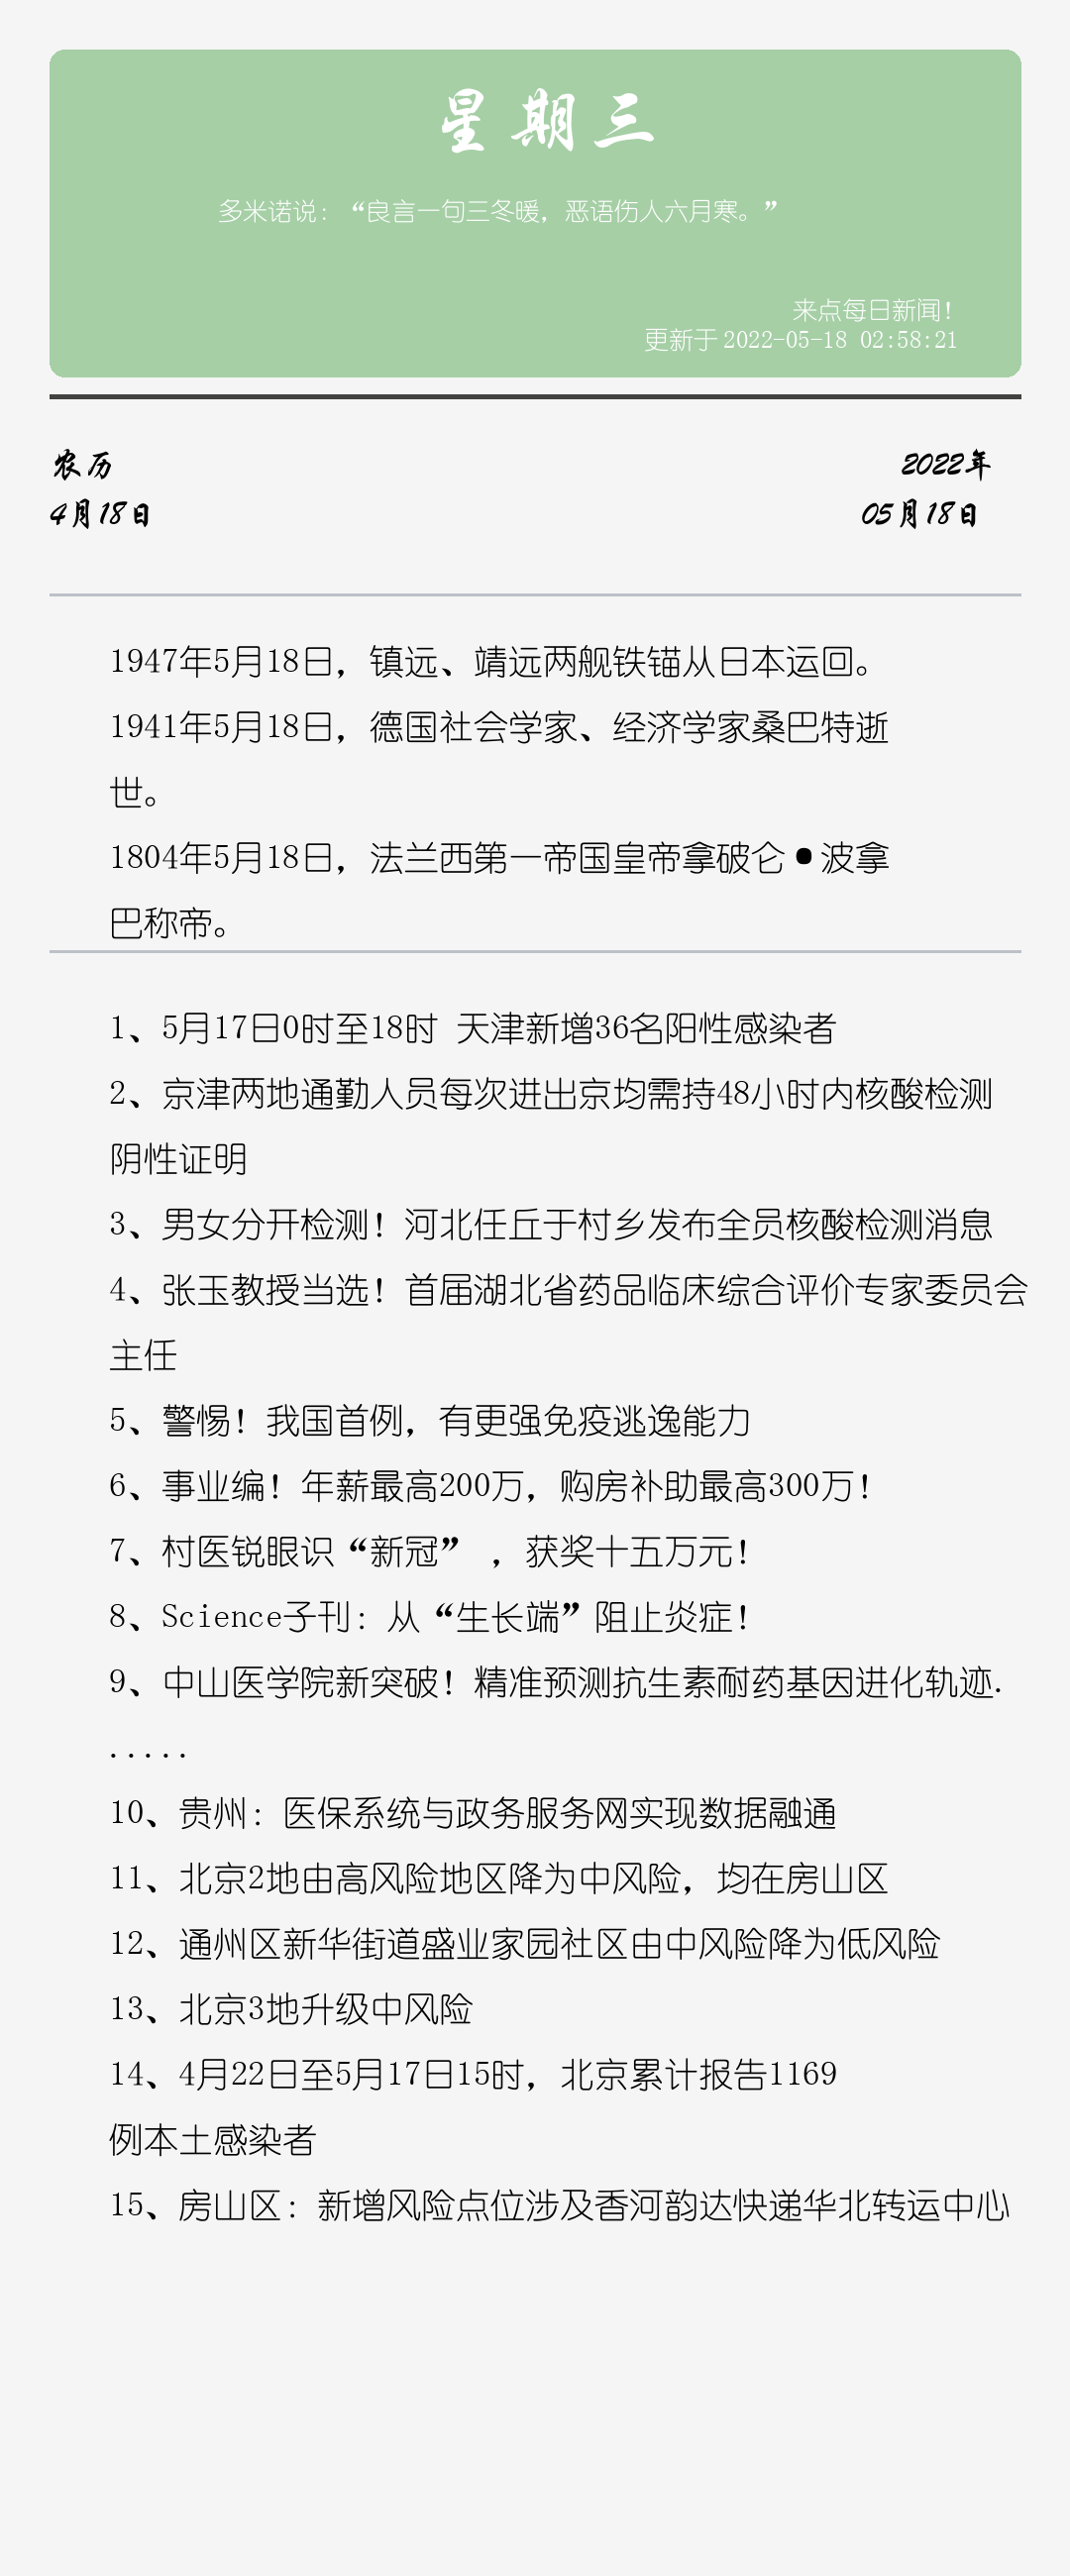 星期三
多米诺说：“良言一句三冬暖，恶语伤人六月寒。”
来点每日新闻！
更新于 2022-05-18 02:58:21
农历
2022年
4月18日
05月18日
1947年5月18日，镇远、靖远两舰铁锚从日本运回。
1941年5月18日，德国社会学家、经济学家桑巴特逝
世。
1804年5月18日，法兰西第一帝国皇帝拿破仑•波拿
巴称帝。
1、5月17日0时至18时 天津新增36名阳性感染者
2、京津两地通勤人员每次进出京均需持48小时内核酸检测
阴性证明
3、男女分开检测！河北任丘于村乡发布全员核酸检测消息
4、张玉教授当选！首届湖北省药品临床综合评价专家委员会
主任
5、警惕！我国首例，有更强免疫逃逸能力
6、事业编！年薪最高200万，购房补助最高300万！
7、村医锐眼识“新冠” ，获奖十五万元！
8、Science子刊：从“生长端”阻止炎症！
9、中山医学院新突破！精准预测抗生素耐药基因进化轨迹.
.....
10、贵州：医保系统与政务服务网实现数据融通
11、北京2地由高风险地区降为中风险，均在房山区
12、通州区新华街道盛业家园社区由中风险降为低风险
13、北京3地升级中风险
14、4月22日至5月17日15时，北京累计报告1169
例本土感染者
15、房山区：新增风险点位涉及香河韵达快递华北转运中心